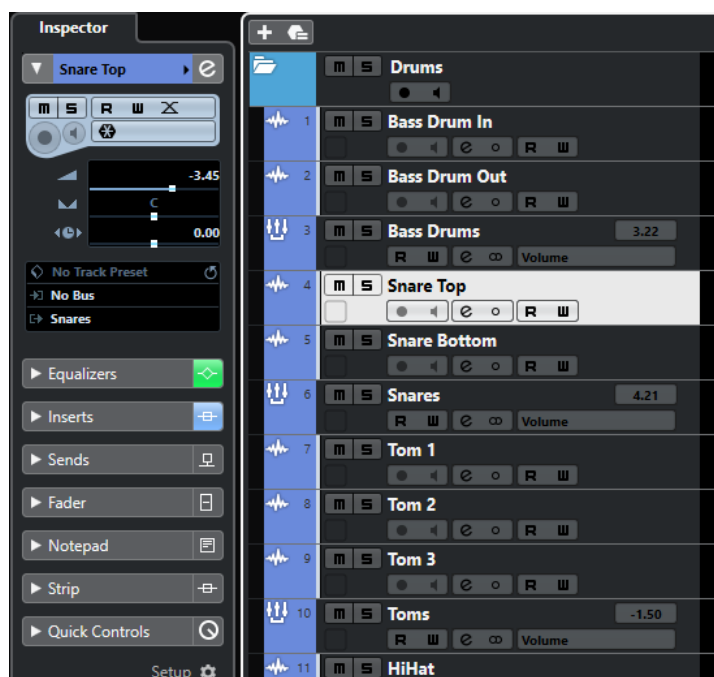 Inspector
Snare Top
m S R W
-3.45
C
0.00
No Track Preset
No Bus
Snares
Equalizers
Inserts
Sends
Fader
Notepad
Strip
Quick Controls
Setup
m S Drums
1 m S Bass Drum In
e R W
2 m S Bass Drum Out
e R W
3 m S Bass Drums 3.22
R W e Volume
4 m S Snare Top
e R W
5 m S Snare Bottom
e R W
6 m S Snares 4.21
R W e Volume
7 m S Tom 1
e R W
8 m S Tom 2
e R W
9 m S Tom 3
e R W
10 m S Toms -1.50
R W e Volume
11 m S HiHat